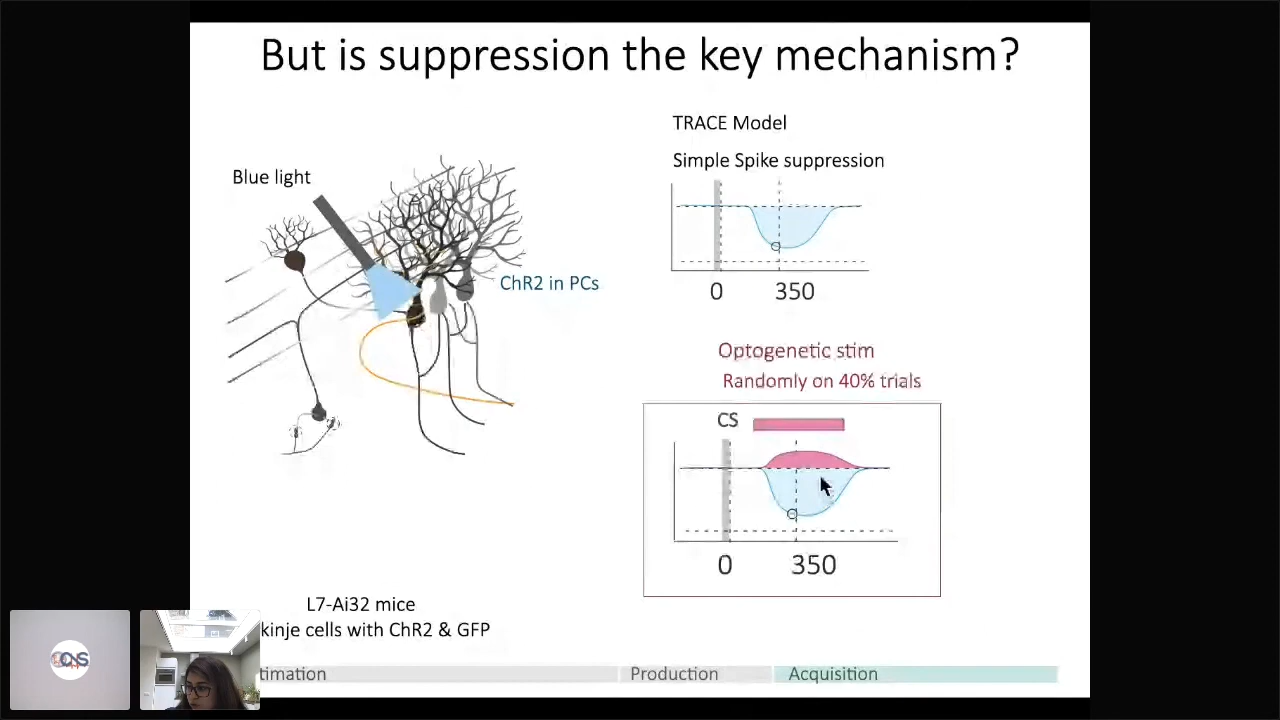 But is suppression the key mechanism?
TRACE Model
Simple Spike suppression
Blue light
ChR2 in PCs
0 350
Optogenetic stim
Randomly on 40% trials
CS
0 350
L7-Ai32 mice
kinje cells with ChR2 & GFP
timation
Production
Acquisition